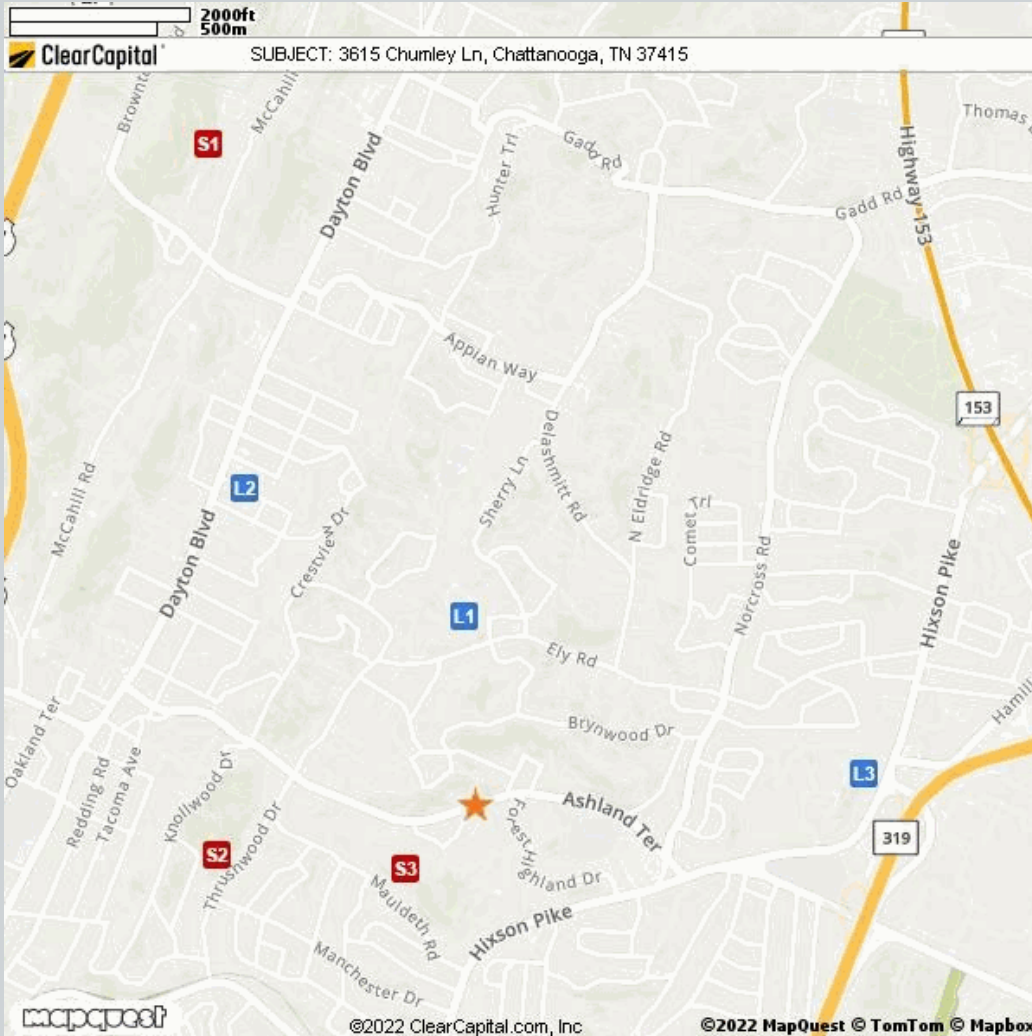 2000ft
500m
ClearCapital
SUBJECT: 3615 Chumley Ln, Chattanooga, TN 37415
McCahill
Thomas
S1
Dayton Blvd
Hunter Trl
Gadd Rd
Highway 153
Gadd Rd
Appian Way
153
Delashmitt Rd
N Eldridge Rd
McCahill Rd
L2
Sherry Ln
Comet Trl
Crestview Dr
Dayton Blvd
Norcross Rd
Hixson Pike
L1
Ely Rd
Oakland Ter
Brynwood Dr
L3
Redding Rd
Tacoma Ave
Knollwood Dr
Ashland Ter
319
Forest Highland Dr
S2
Thrushwood Dr
S3
Mauldeth Rd
Hixson Pike
Manchester Dr
mapquest
©2022 ClearCapital.com, Inc
©2022 MapQuest © TomTom © Mapbox